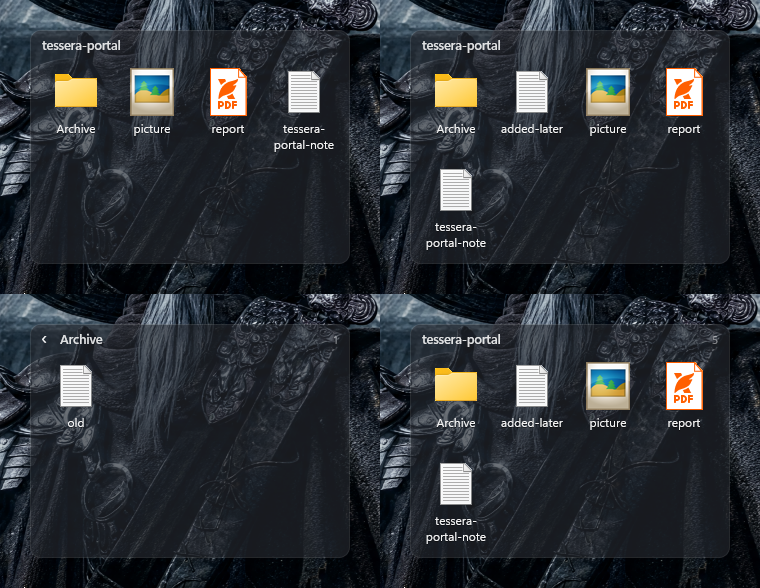 tessera-portal
Archive
picture
PDF
report
tessera-
portal-note
tessera-portal
Archive
added-later
picture
PDF
report
tessera-
portal-note
‹ Archive 1
old
tessera-portal 5
Archive
added-later
picture
PDF
report
tessera-
portal-note